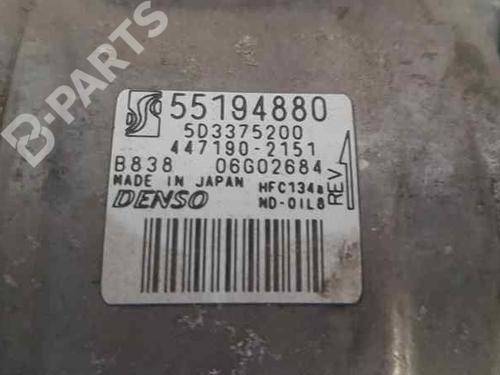 B-PARTS
55194880
5D3375200
447190-2151
B838 06G02684
MADE IN JAPAN HFC134a
DENSO ND-OIL8
REV